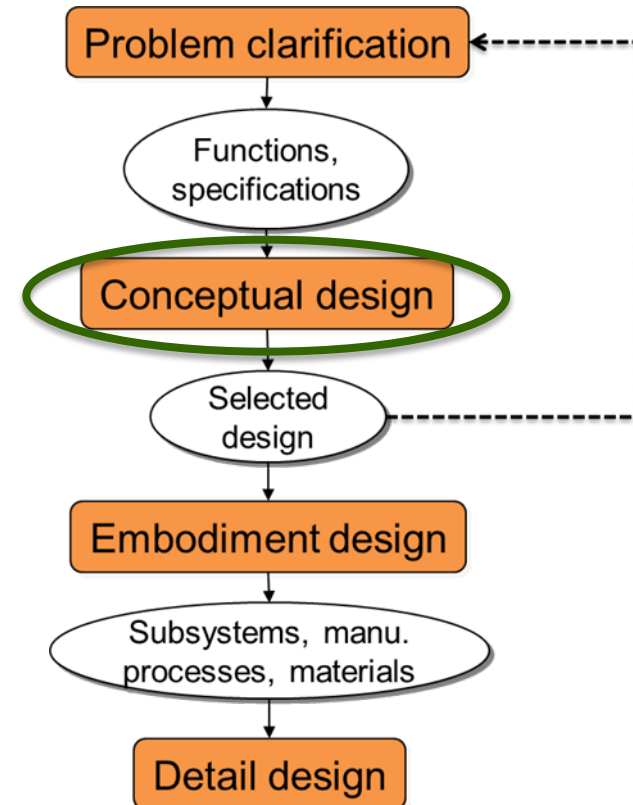 Problem clarification
Functions,
specifications
Conceptual design
Selected
design
Embodiment design
Subsystems, manu.
processes, materials
Detail design